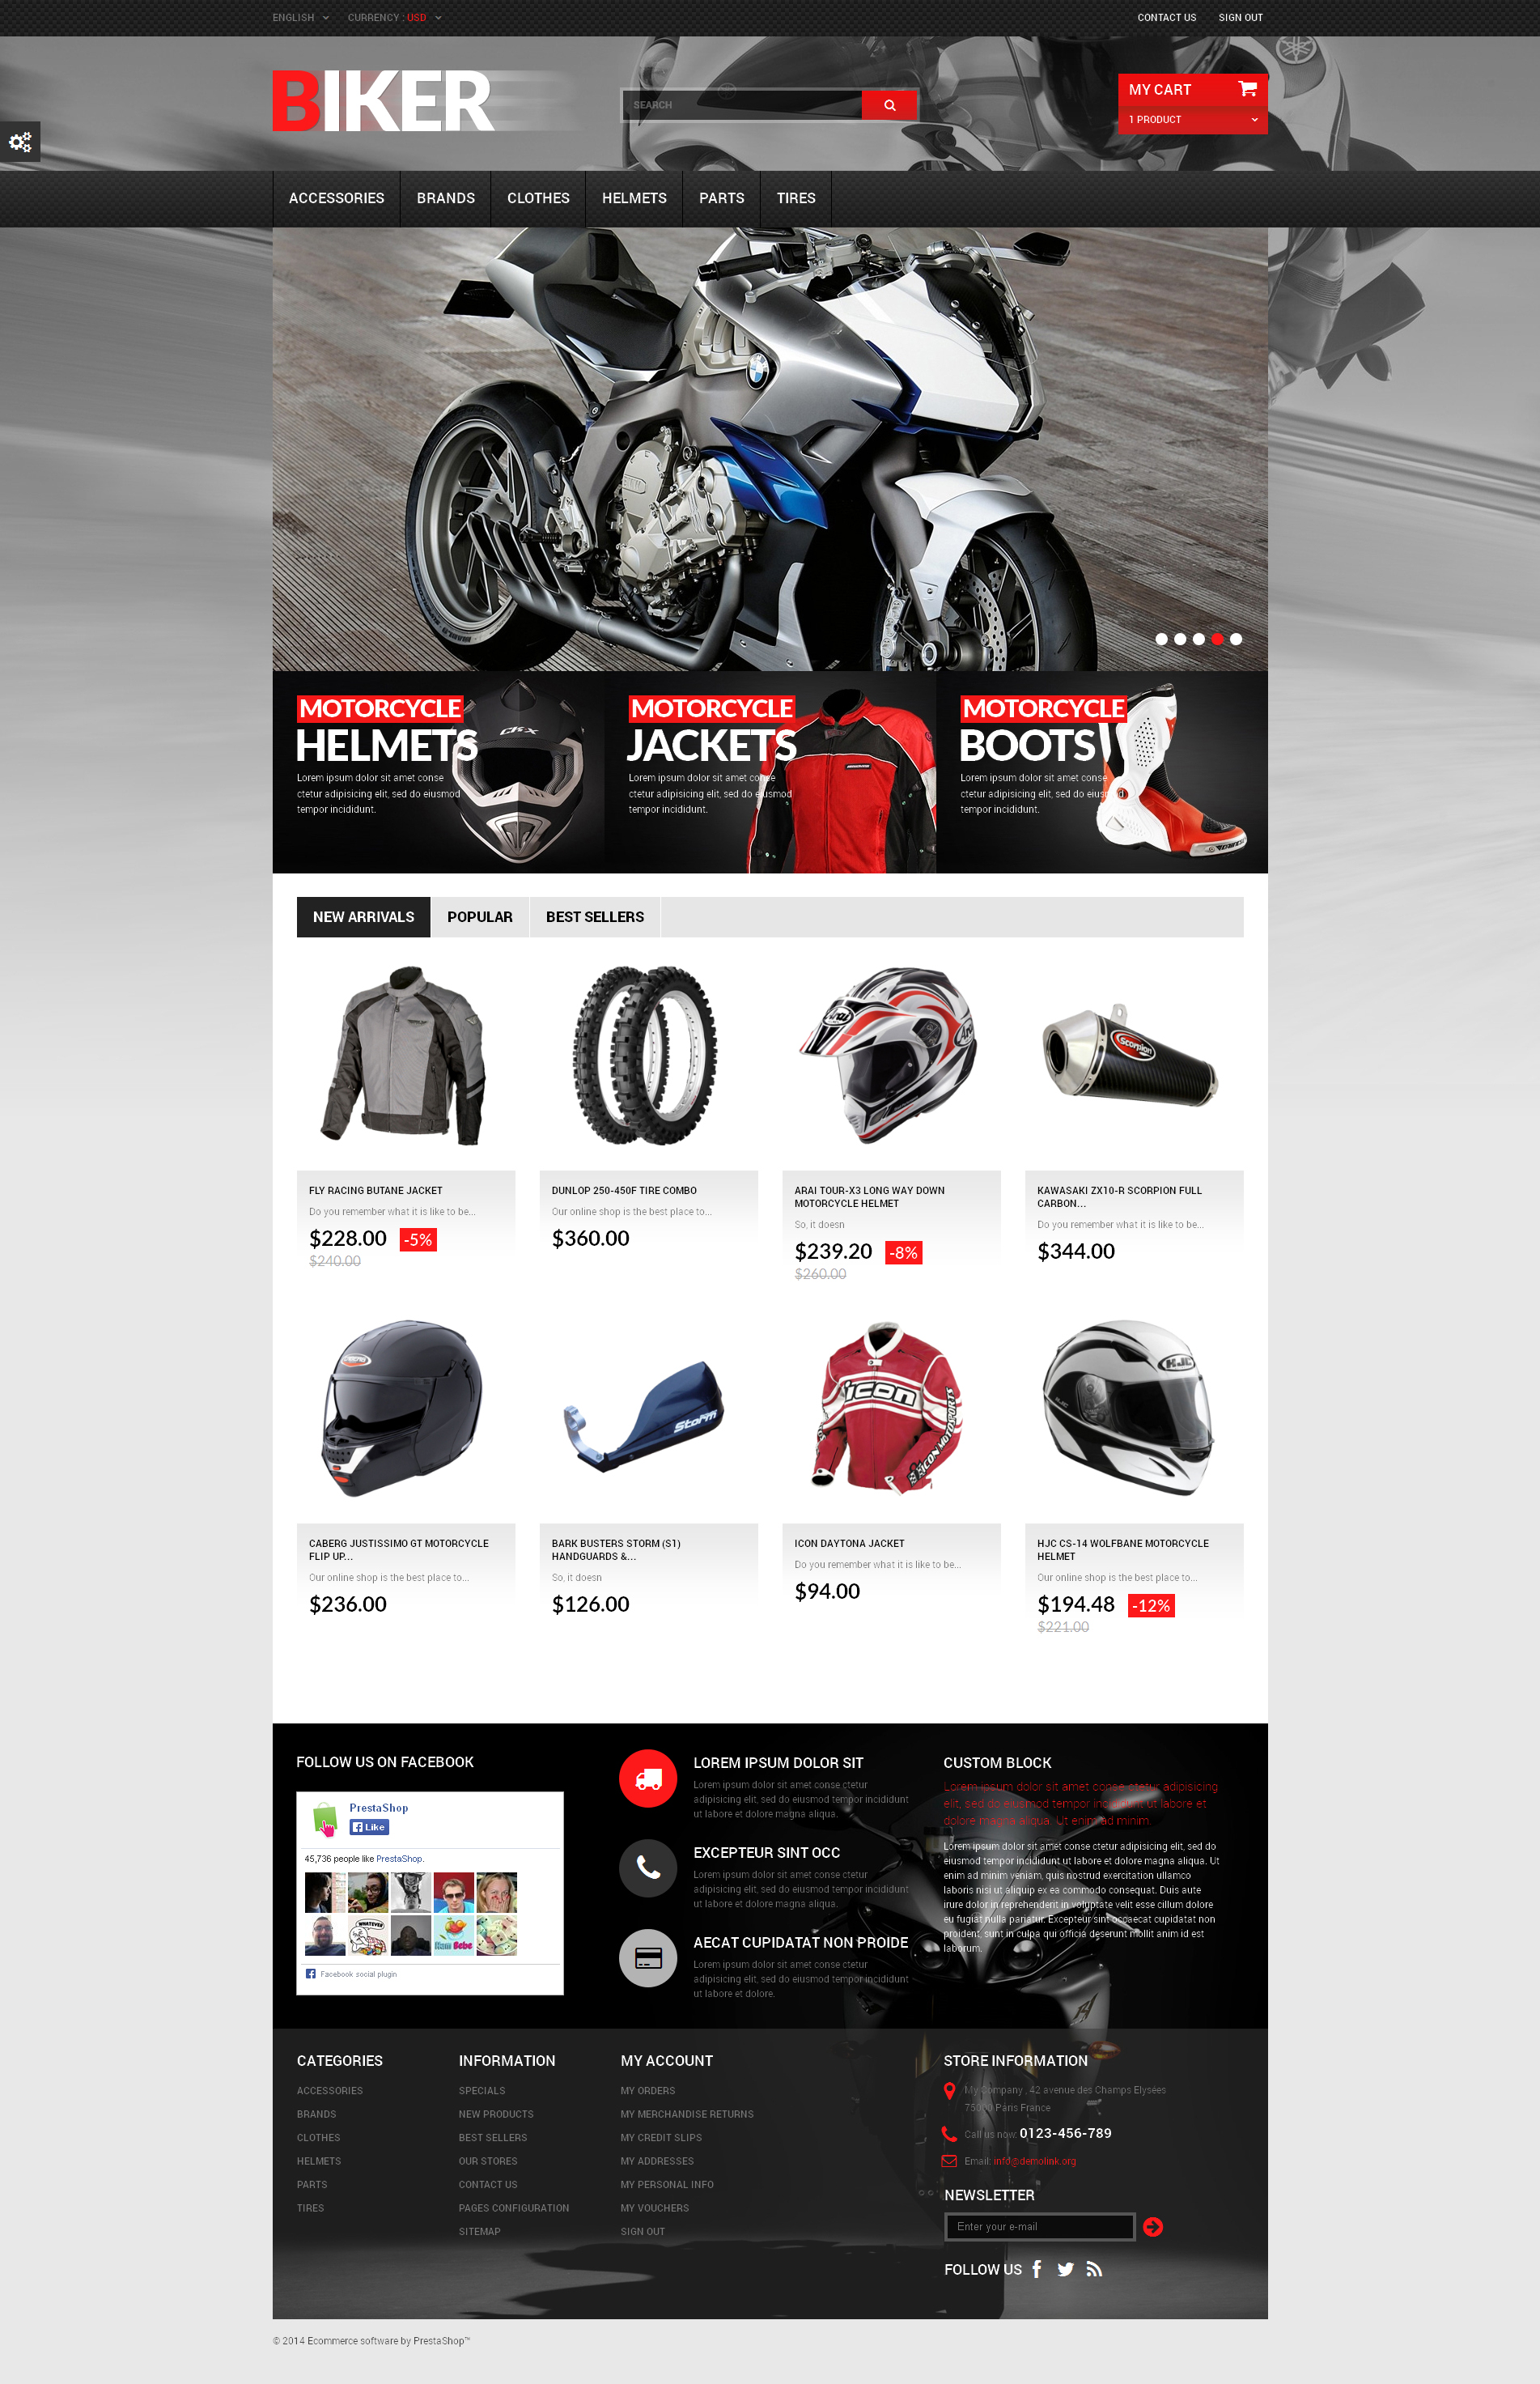 ENGLISH CURRENCY : USD CONTACT US SIGN OUT
BIKER
SEARCH
MY CART
1 PRODUCT
ACCESSORIES BRANDS CLOTHES HELMETS PARTS TIRES
MOTORCYCLE
HELMETS
Lorem ipsum dolor sit amet conse
ctetur adipisicing elit, sed do eiusmod
tempor incididunt.
MOTORCYCLE
JACKETS
Lorem ipsum dolor sit amet conse
ctetur adipisicing elit, sed do eiusmod
tempor incididunt.
MOTORCYCLE
BOOTS
Lorem ipsum dolor sit amet conse
ctetur adipisicing elit, sed do eiusmod
tempor incididunt.
NEW ARRIVALS POPULAR BEST SELLERS
Arai
Arai
Scorpion
FLY RACING BUTANE JACKET
Do you remember what it is like to be...
$228.00 -5%
$240.00
DUNLOP 250-450F TIRE COMBO
Our online shop is the best place to...
$360.00
ARAI TOUR-X3 LONG WAY DOWN
MOTORCYCLE HELMET
So, it doesn
$239.20 -8%
$260.00
KAWASAKI ZX10-R SCORPION FULL
CARBON...
Do you remember what it is like to be...
$344.00
StoRM
icon
ICON MOTOSPORTS
HJC
CABERG JUSTISSIMO GT MOTORCYCLE
FLIP UP...
Our online shop is the best place to...
$236.00
BARK BUSTERS STORM (S1)
HANDGUARDS &...
So, it doesn
$126.00
ICON DAYTONA JACKET
Do you remember what it is like to be...
$94.00
HJC CS-14 WOLFBANE MOTORCYCLE
HELMET
Our online shop is the best place to...
$194.48 -12%
$221.00
FOLLOW US ON FACEBOOK
PrestaShop
Like
45,736 people like PrestaShop.
WHATEVER
Ham Bebe
Facebook social plugin
LOREM IPSUM DOLOR SIT
Lorem ipsum dolor sit amet conse ctetur
adipisicing elit, sed do eiusmod tempor incididunt
ut labore et dolore magna aliqua.
EXCEPTEUR SINT OCC
Lorem ipsum dolor sit amet conse ctetur
adipisicing elit, sed do eiusmod tempor incididunt
ut labore et dolore magna aliqua.
AECAT CUPIDATAT NON PROIDE
Lorem ipsum dolor sit amet conse ctetur
adipisicing elit, sed do eiusmod tempor incididunt
ut labore et dolore.
CUSTOM BLOCK
Lorem ipsum dolor sit amet conse ctetur adipisicing
elit, sed do eiusmod tempor incididunt ut labore et
dolore magna aliqua. Ut enim ad minim.
Lorem ipsum dolor sit amet conse ctetur adipisicing elit, sed do
eiusmod tempor incididunt ut labore et dolore magna aliqua. Ut
enim ad minim veniam, quis nostrud exercitation ullamco
laboris nisi ut aliquip ex ea commodo consequat. Duis aute
irure dolor in reprehenderit in voluptate velit esse cillum dolore
eu fugiat nulla pariatur. Excepteur sint occaecat cupidatat non
proident, sunt in culpa qui officia deserunt mollit anim id est
laborum.
CATEGORIES
ACCESSORIES
BRANDS
CLOTHES
HELMETS
PARTS
TIRES
INFORMATION
SPECIALS
NEW PRODUCTS
BEST SELLERS
OUR STORES
CONTACT US
PAGES CONFIGURATION
SITEMAP
MY ACCOUNT
MY ORDERS
MY MERCHANDISE RETURNS
MY CREDIT SLIPS
MY ADDRESSES
MY PERSONAL INFO
MY VOUCHERS
SIGN OUT
STORE INFORMATION
My Company , 42 avenue des Champs Elysées
75000 Paris France
Call us now: 0123-456-789
Email: info@demolink.org
NEWSLETTER
Enter your e-mail
FOLLOW US
© 2014 Ecommerce software by PrestaShop™